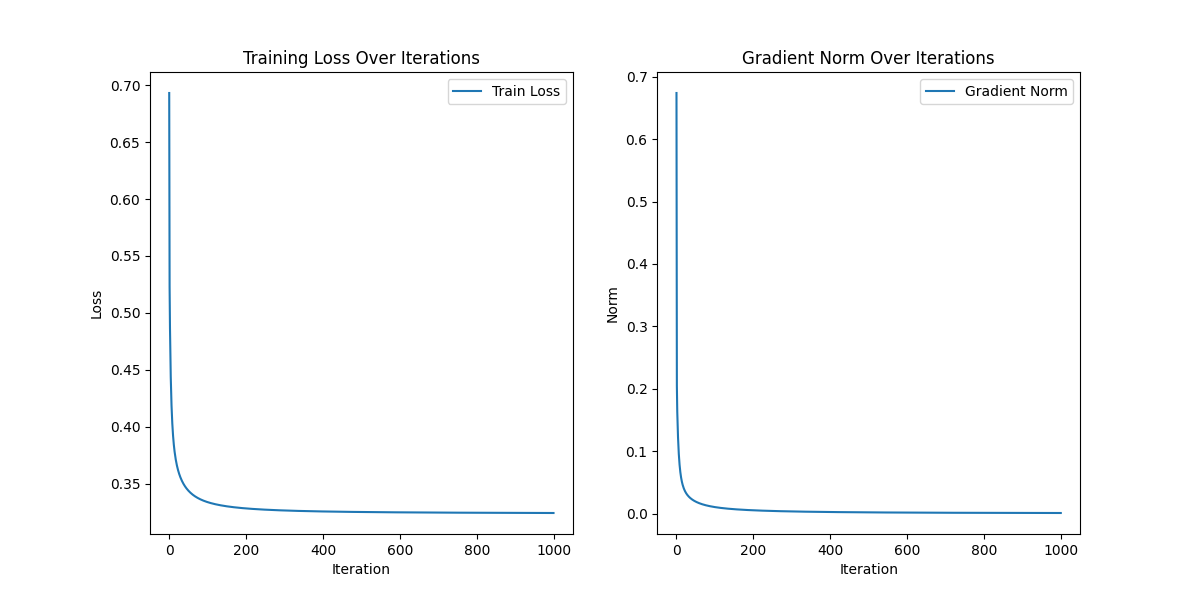 Training Loss Over Iterations
Train Loss
0.70
0.65
0.60
0.55
0.50
0.45
0.40
0.35
Loss
0 200 400 600 800 1000
Iteration
Gradient Norm Over Iterations
Gradient Norm
0.7
0.6
0.5
0.4
0.3
0.2
0.1
0.0
Norm
0 200 400 600 800 1000
Iteration